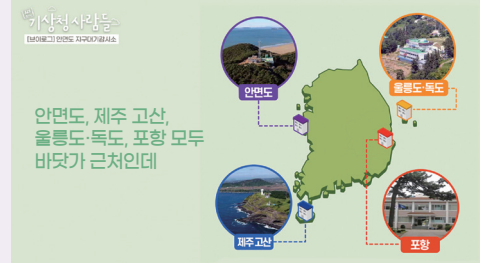 기상청 사람들
[브이로그] 안면도 지구대기감시소
안면도, 제주 고산,
울릉도·독도, 포항 모두
바닷가 근처인데
안면도
울릉도·독도
제주 고산
포항